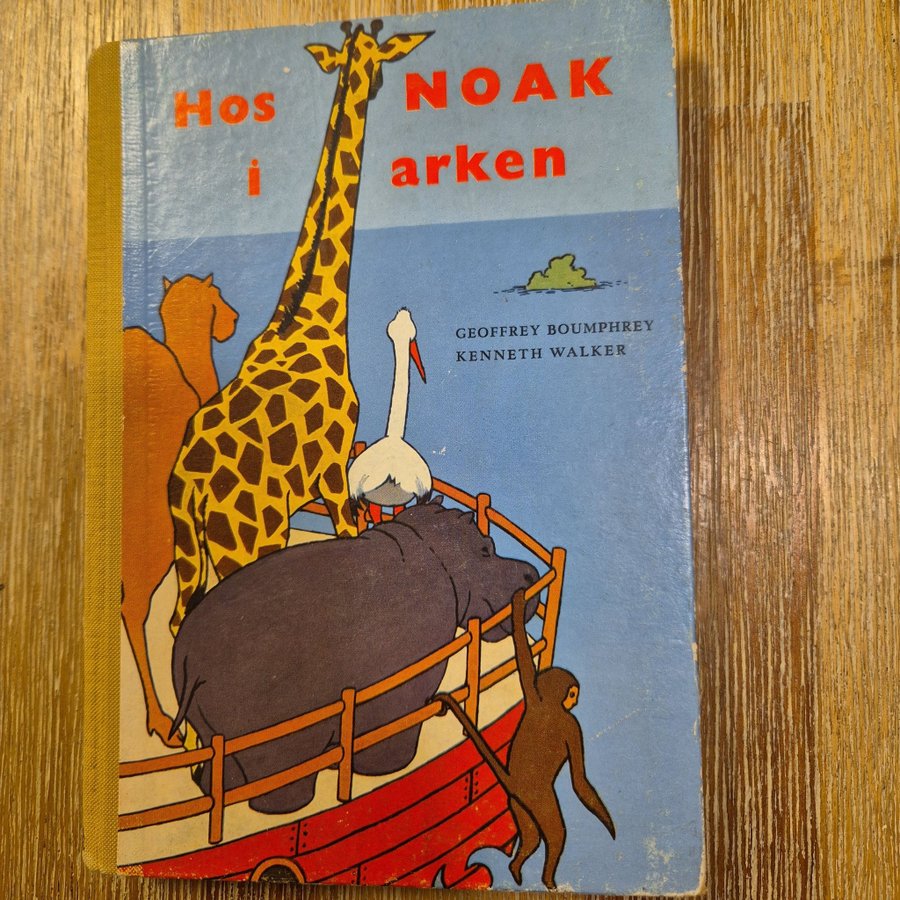 Hos NOAK
i arken
GEOFFREY BOUMPHREY
KENNETH WALKER